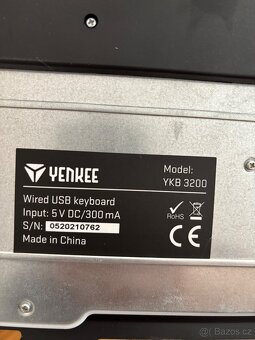 YENKEE
Model:
YKB 3200
Wired USB keyboard
Input: 5 V DC/300 mA
S/N: 0520210762
Made in China
RoHS
CE
© Bazos.cz